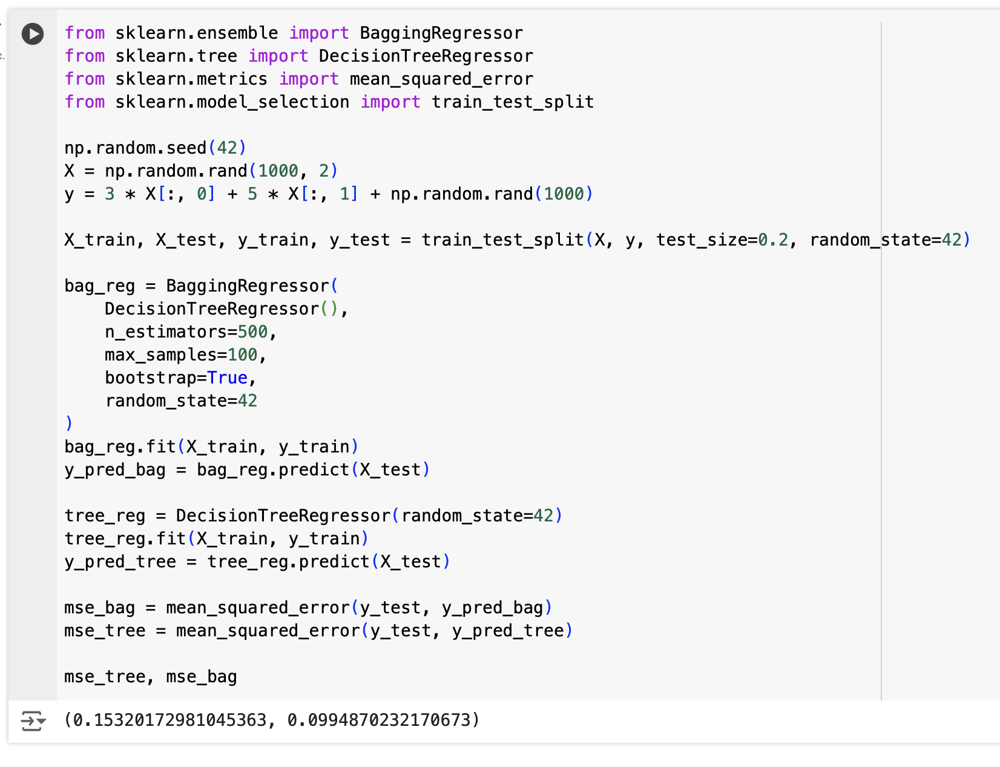 from sklearn.ensemble import BaggingRegressor
from sklearn.tree import DecisionTreeRegressor
from sklearn.metrics import mean_squared_error
from sklearn.model_selection import train_test_split

np.random.seed(42)
X = np.random.rand(1000, 2)
y = 3 * X[:, 0] + 5 * X[:, 1] + np.random.rand(1000)

X_train, X_test, y_train, y_test = train_test_split(X, y, test_size=0.2, random_state=42)

bag_reg = BaggingRegressor(
    DecisionTreeRegressor(),
    n_estimators=500,
    max_samples=100,
    bootstrap=True,
    random_state=42
)
bag_reg.fit(X_train, y_train)
y_pred_bag = bag_reg.predict(X_test)

tree_reg = DecisionTreeRegressor(random_state=42)
tree_reg.fit(X_train, y_train)
y_pred_tree = tree_reg.predict(X_test)

mse_bag = mean_squared_error(y_test, y_pred_bag)
mse_tree = mean_squared_error(y_test, y_pred_tree)

mse_tree, mse_bag
(0.15320172981045363, 0.0994870232170673)